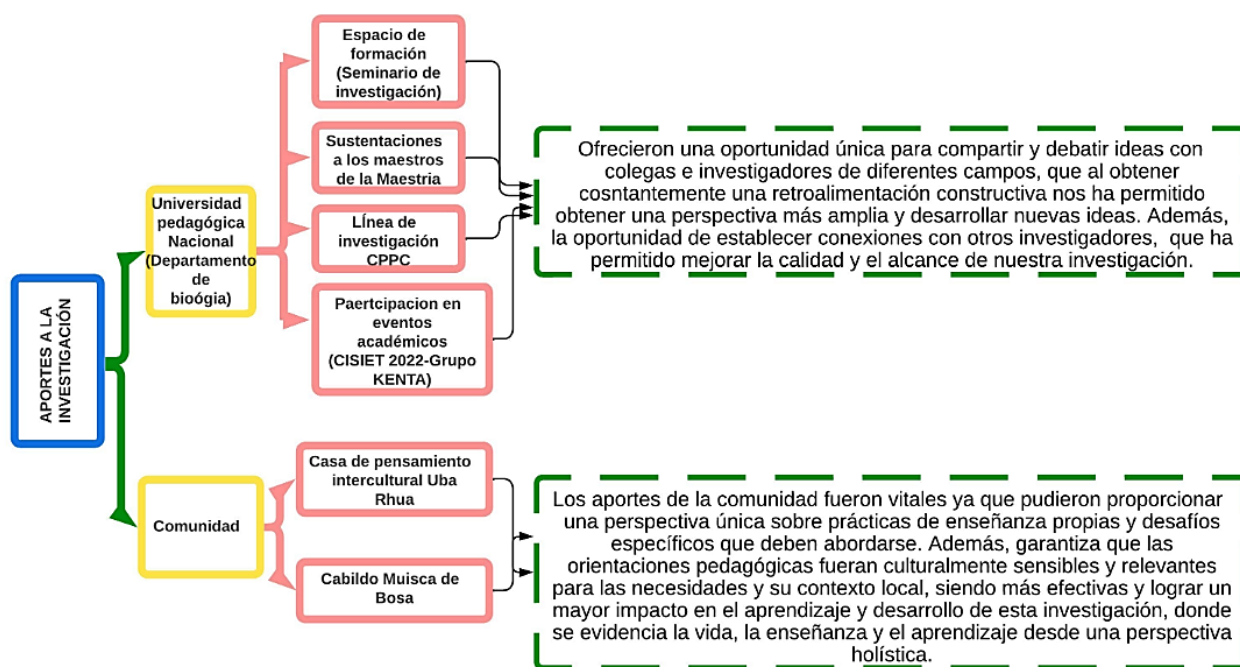 APORTES A LA
INVESTIGACIÓN
Universidad
pedagógica
Nacional
(Departamento
de
bioógia)
Espacio de
formación
(Seminario de
investigación)
Sustentaciones
a los maestros
de la Maestria
LÍnea de
investigación
CPPC
Paertcipacion en
eventos
académicos
(CISIET 2022-Grupo
KENTA)
Ofrecieron una oportunidad única para compartir y debatir ideas con
colegas e investigadores de diferentes campos, que al obtener
cosntantemente una retroalimentación constructiva nos ha permitido
obtener una perspectiva más amplia y desarrollar nuevas ideas. Además,
la oportunidad de establecer conexiones con otros investigadores, que ha
permitido mejorar la calidad y el alcance de nuestra investigación.
Comunidad
Casa de pensamiento
intercultural Uba
Rhua
Cabildo Muisca de
Bosa
Los aportes de la comunidad fueron vitales ya que pudieron proporcionar
una perspectiva única sobre prácticas de enseñanza propias y desafíos
específicos que deben abordarse. Además, garantiza que las
orientaciones pedagógicas fueran culturalmente sensibles y relevantes
para las necesidades y su contexto local, siendo más efectivas y lograr un
mayor impacto en el aprendizaje y desarrollo de esta investigación, donde
se evidencia la vida, la enseñanza y el aprendizaje desde una perspectiva
holística.